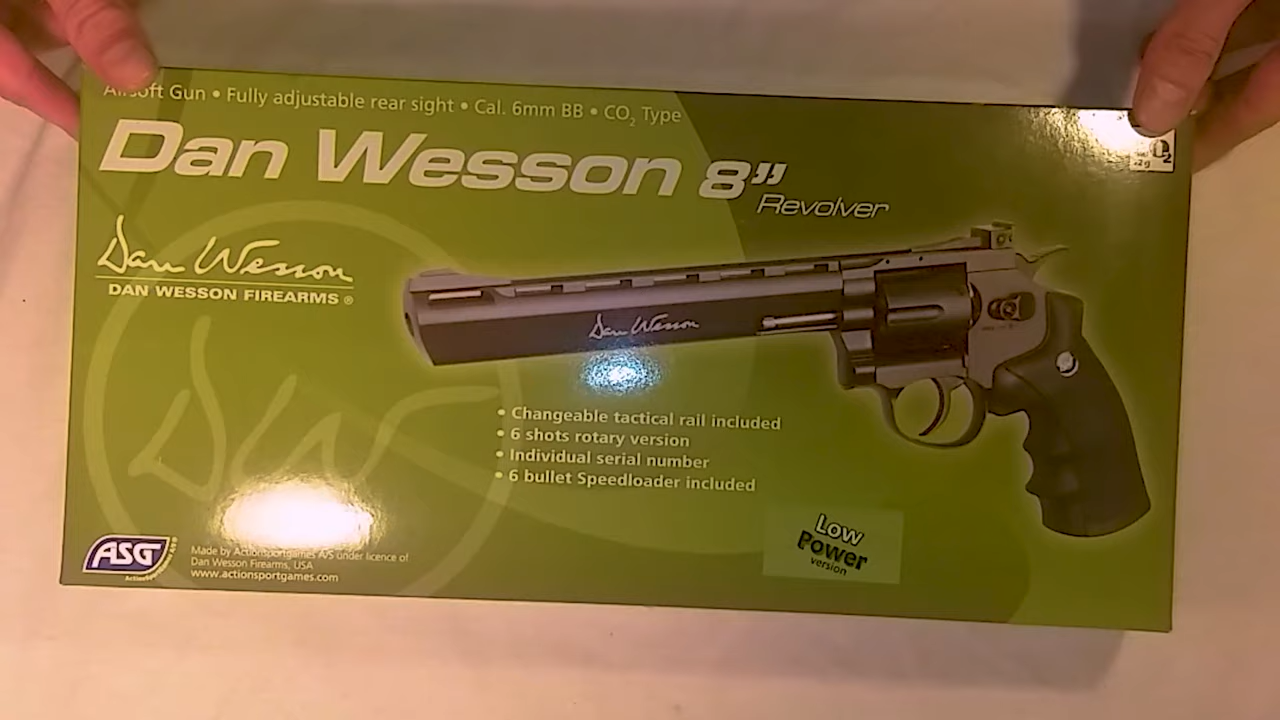 Airsoft Gun • Fully adjustable rear sight • Cal. 6mm BB • CO₂ Type
Dan Wesson 8”
Revolver
Dan Wesson
DAN WESSON FIREARMS ®
Dan Wesson
DW
• Changeable tactical rail included
• 6 shots rotary version
• Individual serial number
• 6 bullet Speedloader included
Low
Power
version
ASG
Made by Actionsportgames A/S under licence of
Dan Wesson Firearms, USA
www.actionsportgames.com